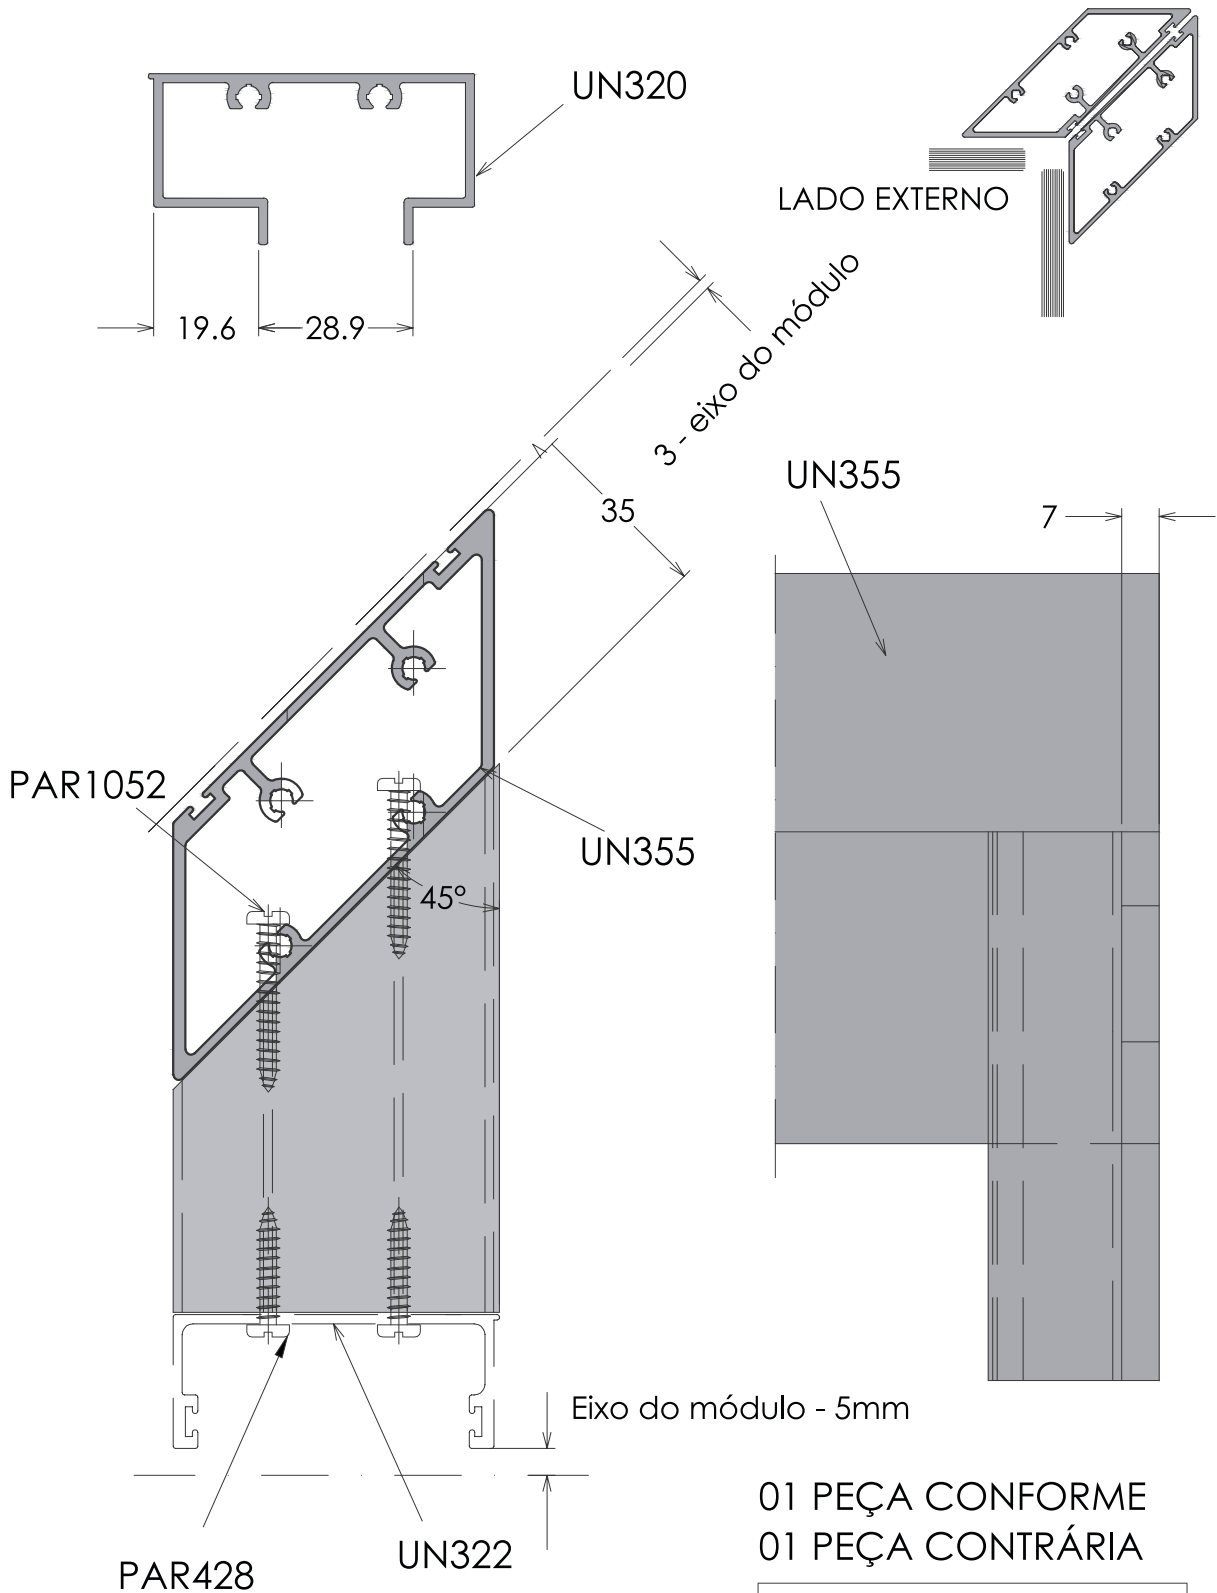 UN320
LADO EXTERNO
19.6
28.9
3 - eixo do módulo
35
UN355
7
PAR1052
UN355
45º
Eixo do módulo - 5mm
01 PEÇA CONFORME
01 PEÇA CONTRÁRIA
UN322
PAR428